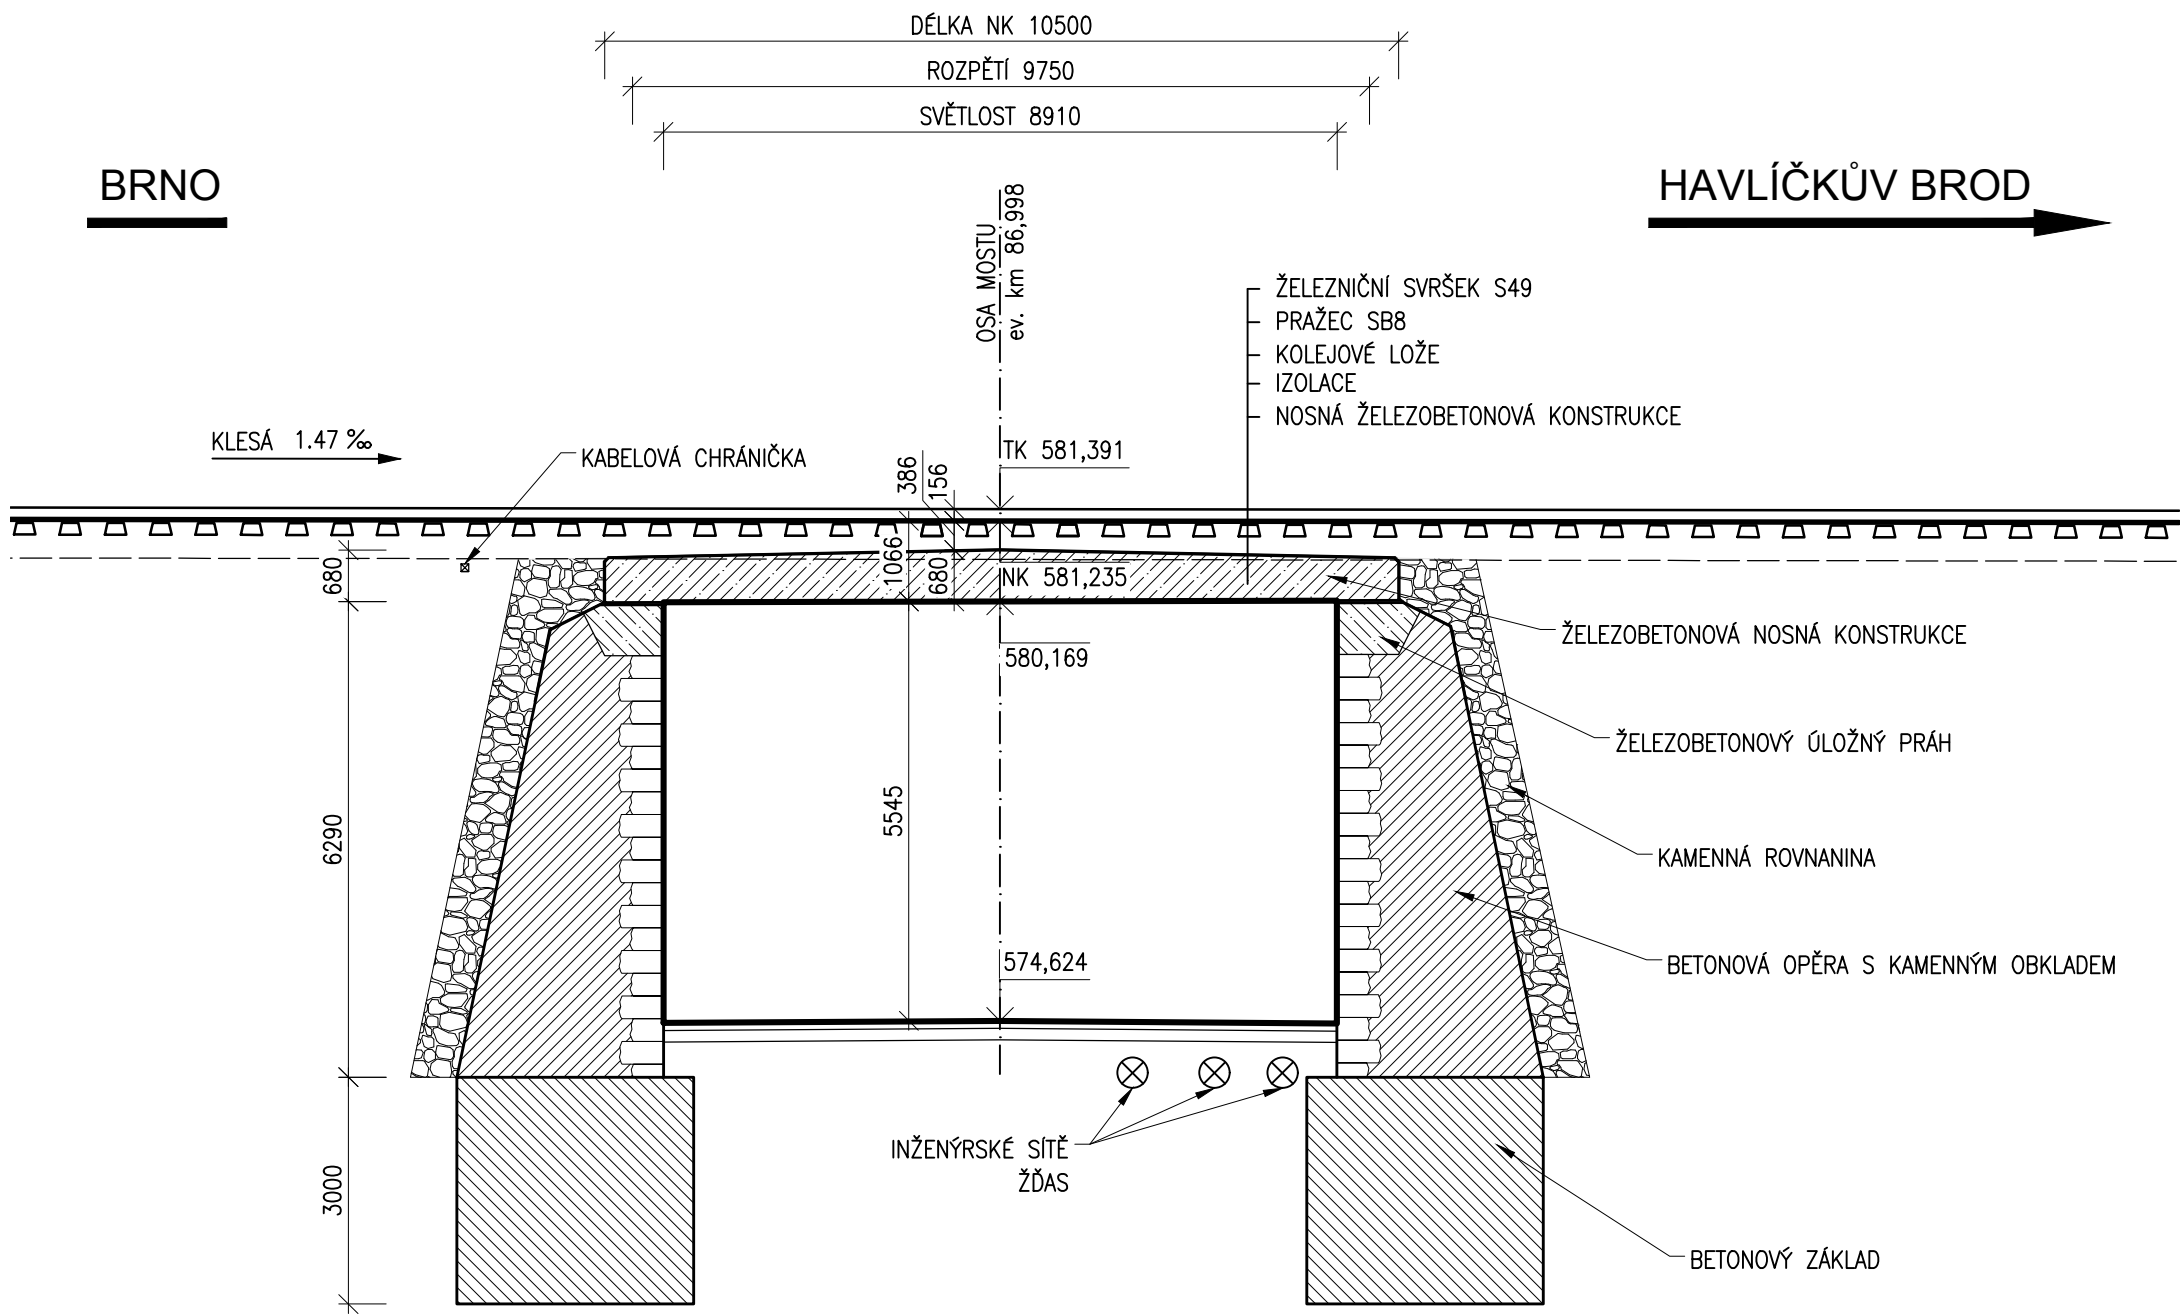 DÉLKA NK 10500
ROZPĚTÍ 9750
SVĚTLOST 8910
BRNO
HAVLÍČKŮV BROD
OSA MOSTU
ev. km 86,998
ŽELEZNIČNÍ SVRŠEK S49
PRAŽEC SB8
KOLEJOVÉ LOŽE
IZOLACE
NOSNÁ ŽELEZOBETONOVÁ KONSTRUKCE
KLESÁ 1.47 ‰
KABELOVÁ CHRÁNIČKA
TK 581,391
386
156
1066
680
680
NK 581,235
ŽELEZOBETONOVÁ NOSNÁ KONSTRUKCE
580,169
ŽELEZOBETONOVÝ ÚLOŽNÝ PRÁH
5545
6290
KAMENNÁ ROVNANINA
574,624
BETONOVÁ OPĚRA S KAMENNÝM OBKLADEM
INŽENÝRSKÉ SÍTĚ
ŽĎAS
3000
BETONOVÝ ZÁKLAD